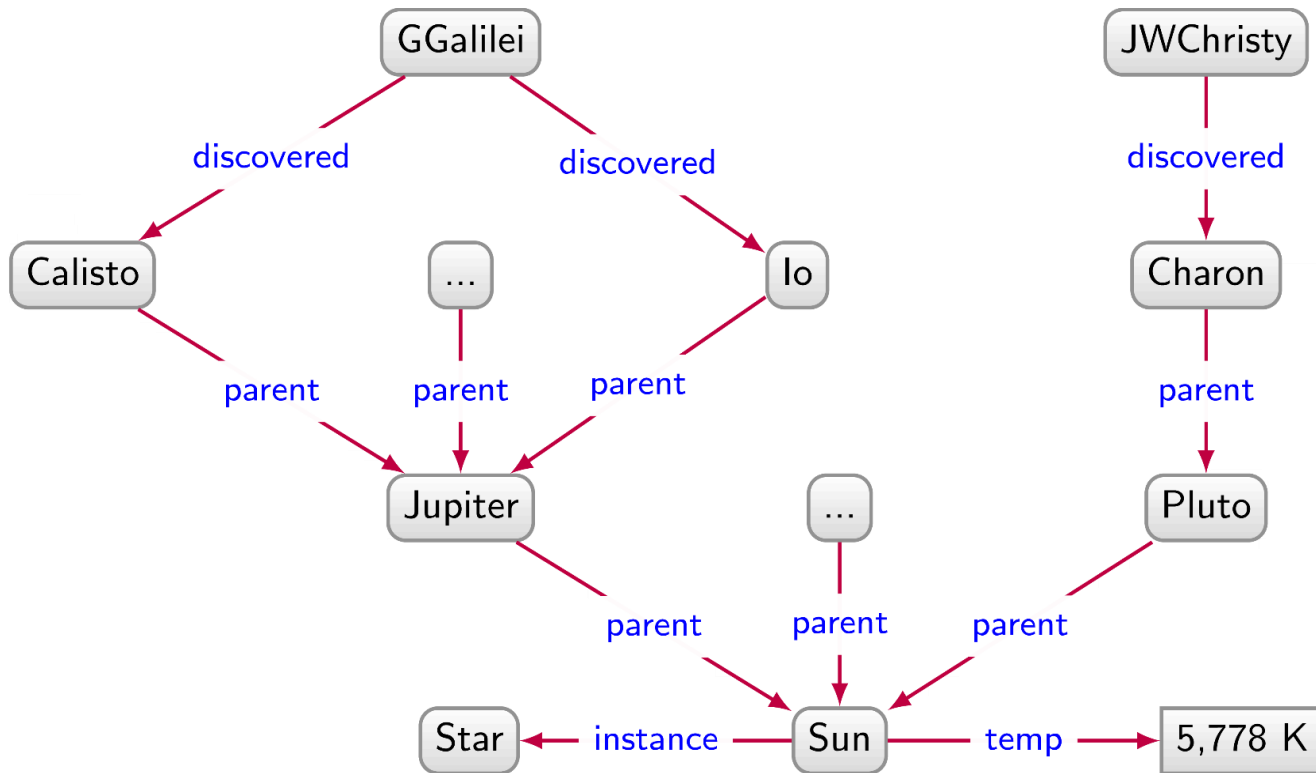 GGalilei
JWChristy
discovered
discovered
discovered
Calisto
...
Io
Charon
parent
parent
parent
parent
Jupiter
...
Pluto
parent
parent
parent
Star
instance
Sun
temp
5,778 K